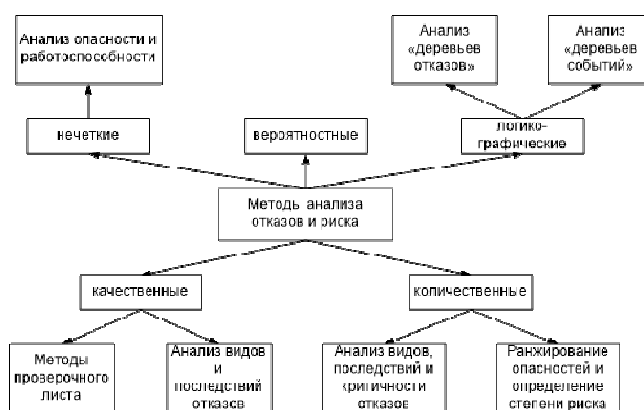 Анализ опасности и
работоспособности
Анализ
«деревьев
отказов»
Анализ
«деревьев
событий»
нечеткие
вероятностные
логико-
графические
Методы анализа
отказов и риска
качественные
количественные
Методы
проверочного
листа
Анализ видов
и
последствий
отказов
Анализ видов,
последствий и
критичности
отказов
Ранжирование
опасностей и
определение
степени риска